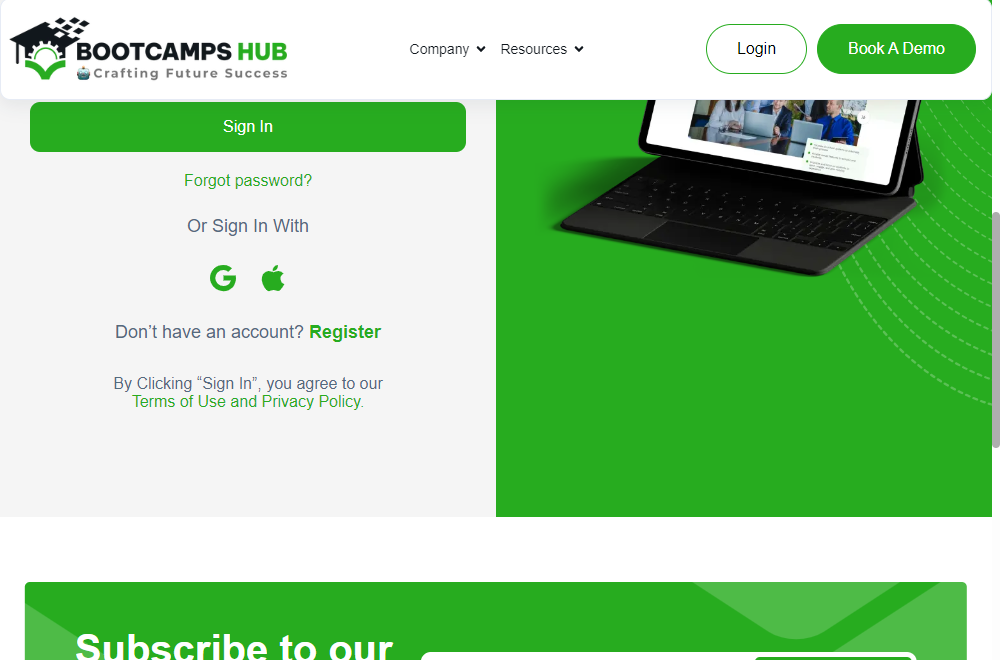 BOOTCAMPS HUB
Crafting Future Success
Company
Resources
Login
Book A Demo
Sign In
Forgot password?
Or Sign In With
Don’t have an account? Register
By Clicking “Sign In”, you agree to our
Terms of Use and Privacy Policy.
Subscribe to our